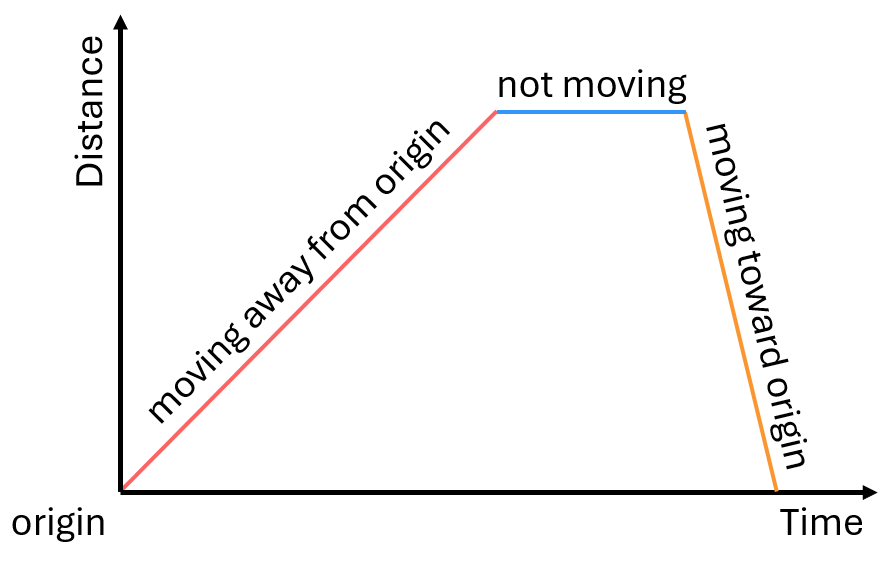 Distance
moving away from origin
not moving
moving toward origin
origin
Time